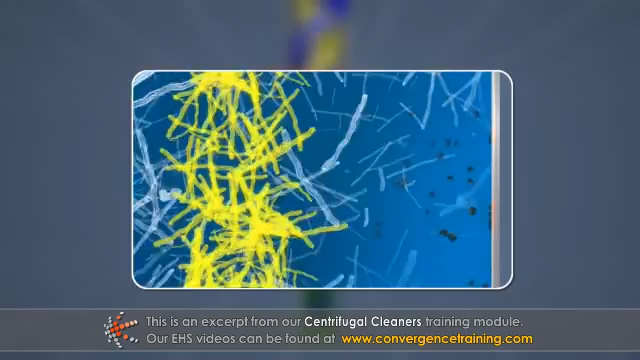 This is an excerpt from our Centrifugal Cleaners training module.
Our EHS videos can be found at www.convergencetraining.com